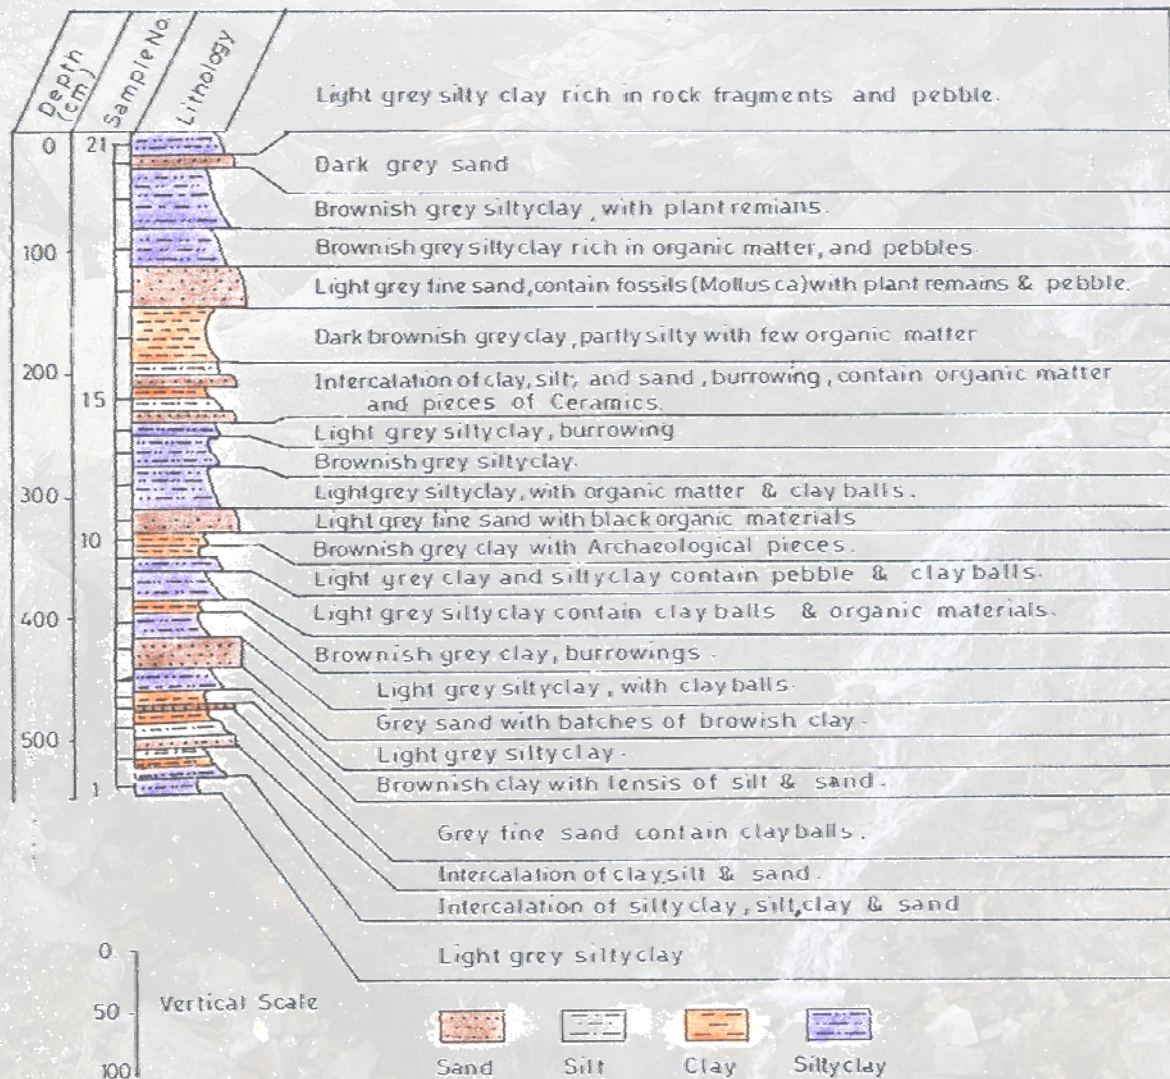 Depth
(cm)
Sample No.
Lithology
Light grey silty clay rich in rock fragments and pebble.
0
21
Dark grey sand
Brownish grey siltyclay, with plant remians.
100
Brownish grey siltyclay rich in organic matter, and pebbles.
Light grey fine sand, contain fossils (Mollusca) with plant remains & pebble.
Dark brownish grey clay, partly silty with few organic matter
200
Intercalation of clay, silt, and sand, burrowing, contain organic matter
15
and pieces of Ceramics.
Light grey siltyclay, burrowing
Brownish grey siltyclay.
300
Lightgrey siltyclay, with organic matter & clay balls.
Light grey fine sand with black organic materials
10
Brownish grey clay with Archaeological pieces.
Light grey clay and siltyclay contain pebble & clay balls.
400
Light grey siltyclay contain clay balls & organic materials.
Brownish grey clay, burrowings.
Light grey siltyclay, with clay balls.
Grey sand with batches of browish clay.
500
Light grey siltyclay.
1
Brownish clay with lensis of silt & sand.
Grey fine sand contain clay balls.
Intercalation of clay, silt & sand.
Intercalation of siltyclay, silt, clay & sand
0
Light grey siltyclay
Vertical Scale
50
100
Sand
Silt
Clay
Siltyclay